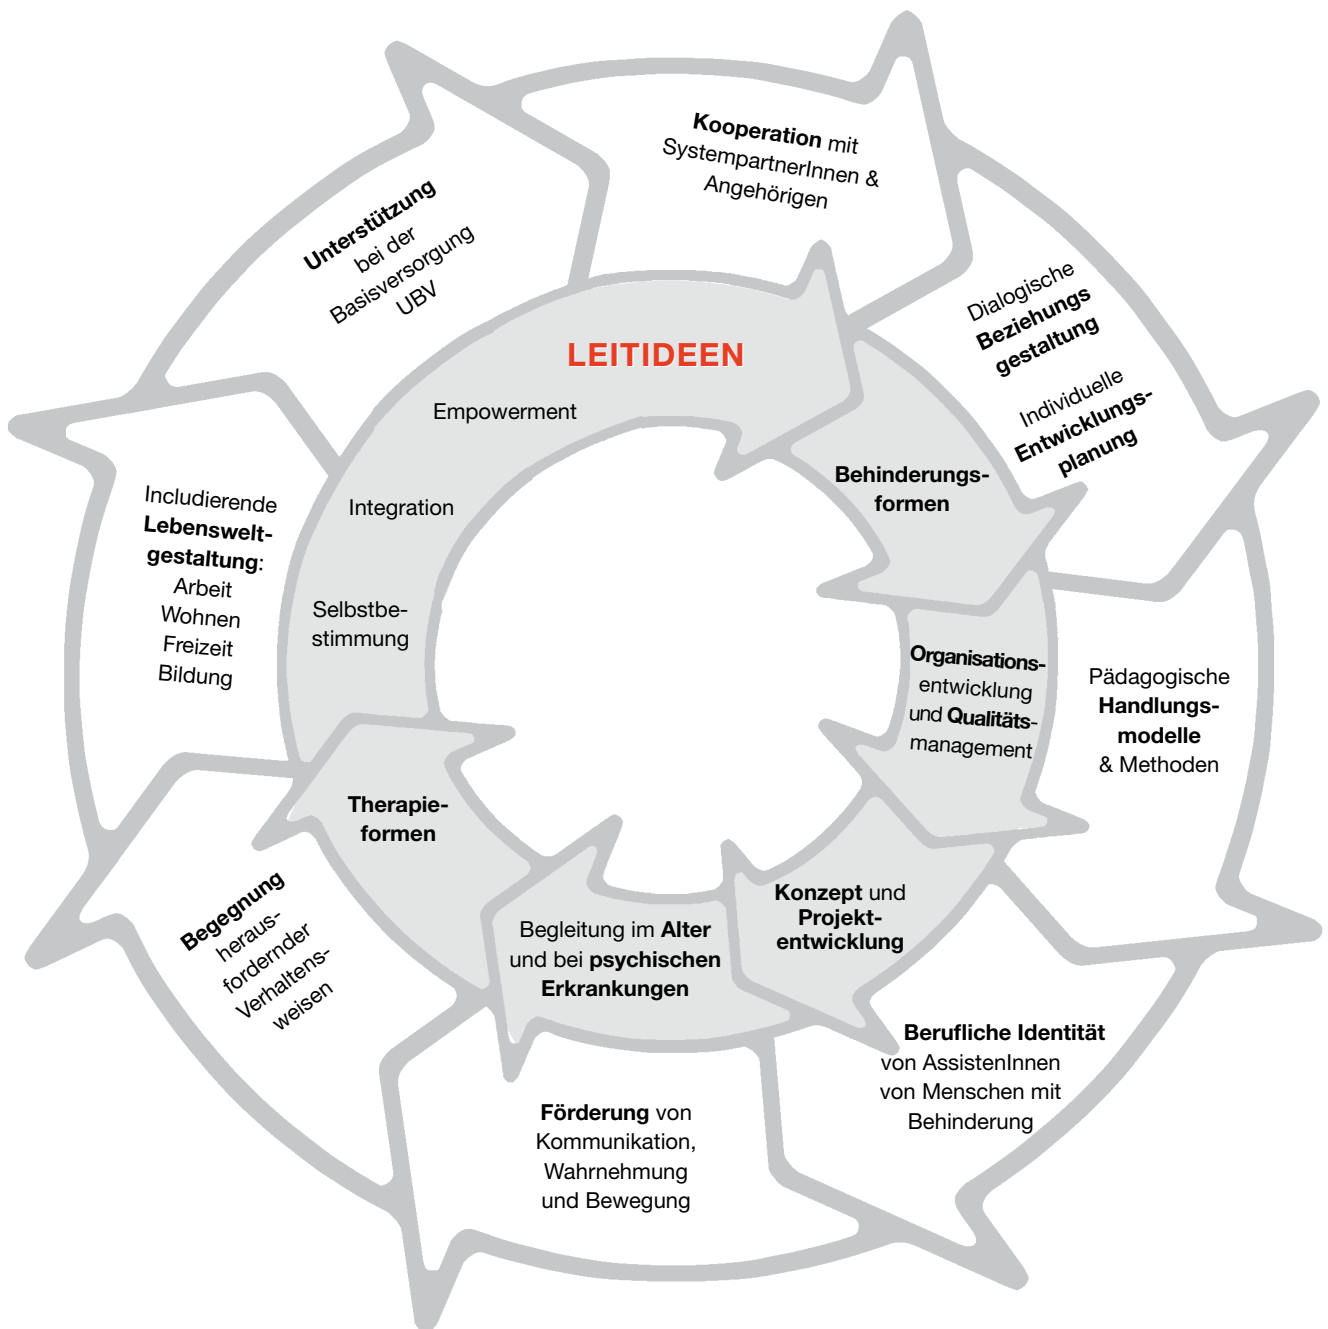 Kooperation mit
SystempartnerInnen &
Angehörigen
Dialogische
Beziehungs
gestaltung
Individuelle
Entwicklungs-
planung
Pädagogische
Handlungs-
modelle
& Methoden
Berufliche Identität
von AssistenInnen
von Menschen mit
Behinderung
Förderung von
Kommunikation,
Wahrnehmung
und Bewegung
Begegnung
heraus-
fordernder
Verhaltens-
weisen
Includierende
Lebenswelt-
gestaltung:
Arbeit
Wohnen
Freizeit
Bildung
Unterstützung
bei der
Basisversorgung
UBV
LEITIDEEN
Empowerment
Integration
Selbstbe-
stimmung
Behinderungs-
formen
Organisations-
entwicklung
und Qualitäts-
management
Konzept und
Projekt-
entwicklung
Begleitung im Alter
und bei psychischen
Erkrankungen
Therapie-
formen